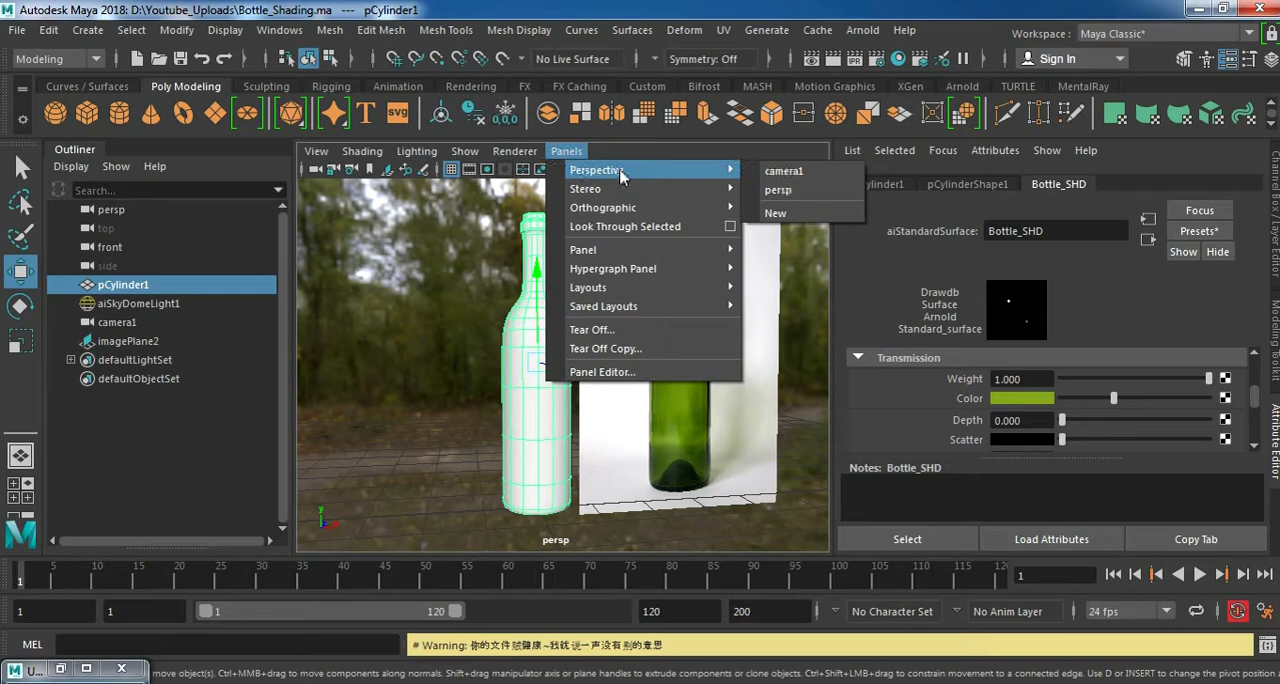 Autodesk Maya 2018: D:\Youtube_Uploads\Bottle_Shading.ma --- pCylinder1
File Edit Create Select Modify Display Windows Mesh Edit Mesh Mesh Tools Mesh Display Curves Surfaces Deform UV Generate Cache Arnold Help Workspace : Maya Classic*
Modeling No Live Surface Symmetry: Off Sign In
Curves / Surfaces Poly Modeling Sculpting Rigging Animation Rendering FX FX Caching Custom Bifrost MASH Motion Graphics XGen Arnold TURTLE MentalRay
Outliner
Display Show Help
Search...
persp
top
front
side
pCylinder1
aiSkyDomeLight1
camera1
imagePlane2
defaultLightSet
defaultObjectSet
View Shading Lighting Show Renderer Panels
Perspective
Stereo
Orthographic
Look Through Selected
Panel
Hypergraph Panel
Layouts
Saved Layouts
Tear Off...
Tear Off Copy...
Panel Editor...
camera1
persp
New
persp
List Selected Focus Attributes Show Help
ylinder1 pCylinderShape1 Bottle_SHD
aiStandardSurface: Bottle_SHD
Focus
Presets*
Show Hide
Drawdb
Surface
Arnold
Standard_surface
Transmission
Weight 1.000
Color
Depth 0.000
Scatter
Notes: Bottle_SHD
Select Load Attributes Copy Tab
Channel Box/Layer Editor
Modeling Toolkit
Attribute Editor
5 10 15 20 25 30 35 40 45 50 55 60 65 70 75 80 85 90 95 100 105 110 115 12
1 1
1 1 1 120 120 200 No Character Set No Anim Layer 24 fps
MEL # Warning: 你的文件贼健康~我就说一声没有别的意思
U... move object(s). Ctrl+MMB+drag to move components along normals. Shift+drag manipulator axis or plane handles to extrude components or clone objects. Ctrl+Shift+LMB+drag to constrain movement to a connected edge. Use D or INSERT to change the pivot position